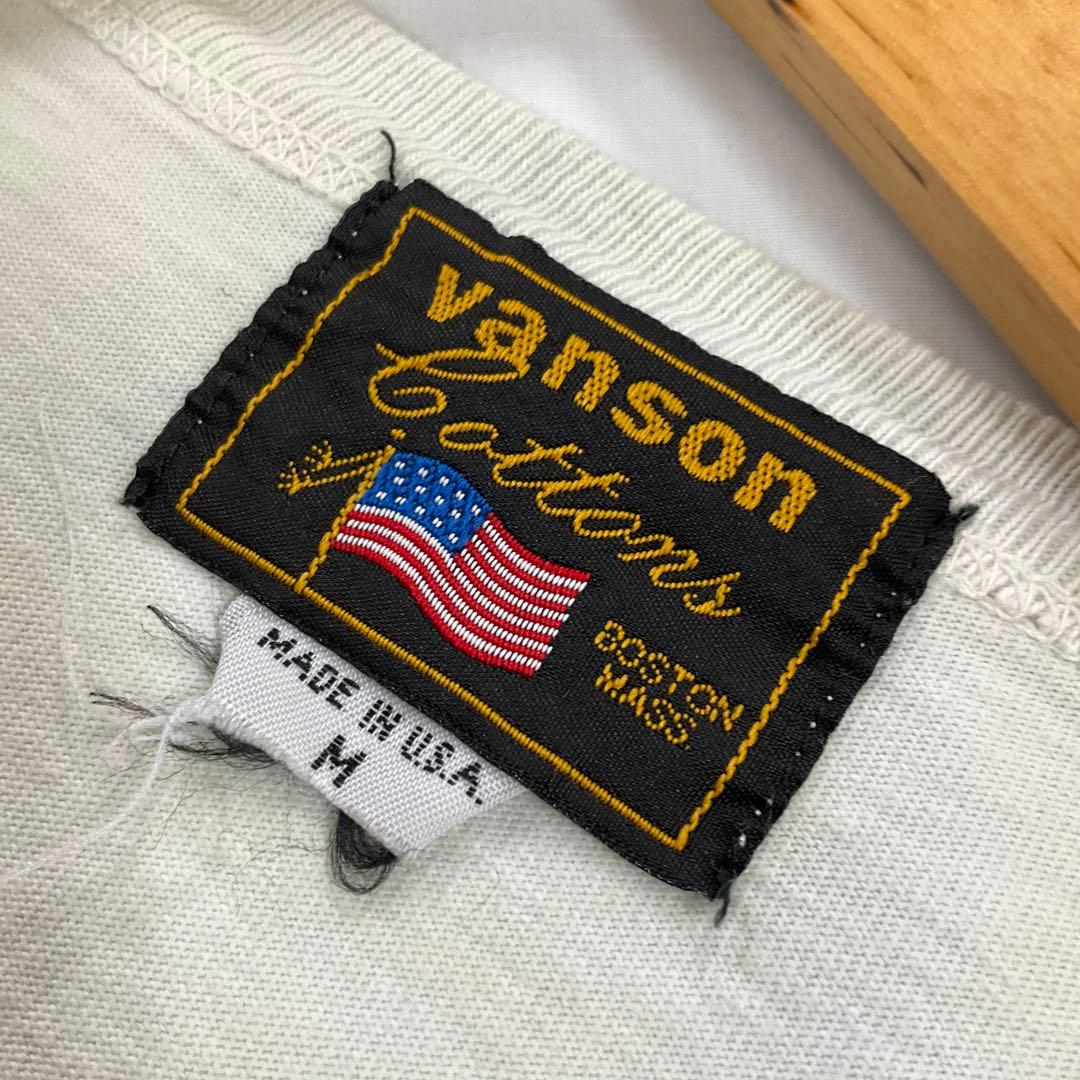 vanson
Cottons
BOSTON
MASS.
MADE IN U.S.A.
M